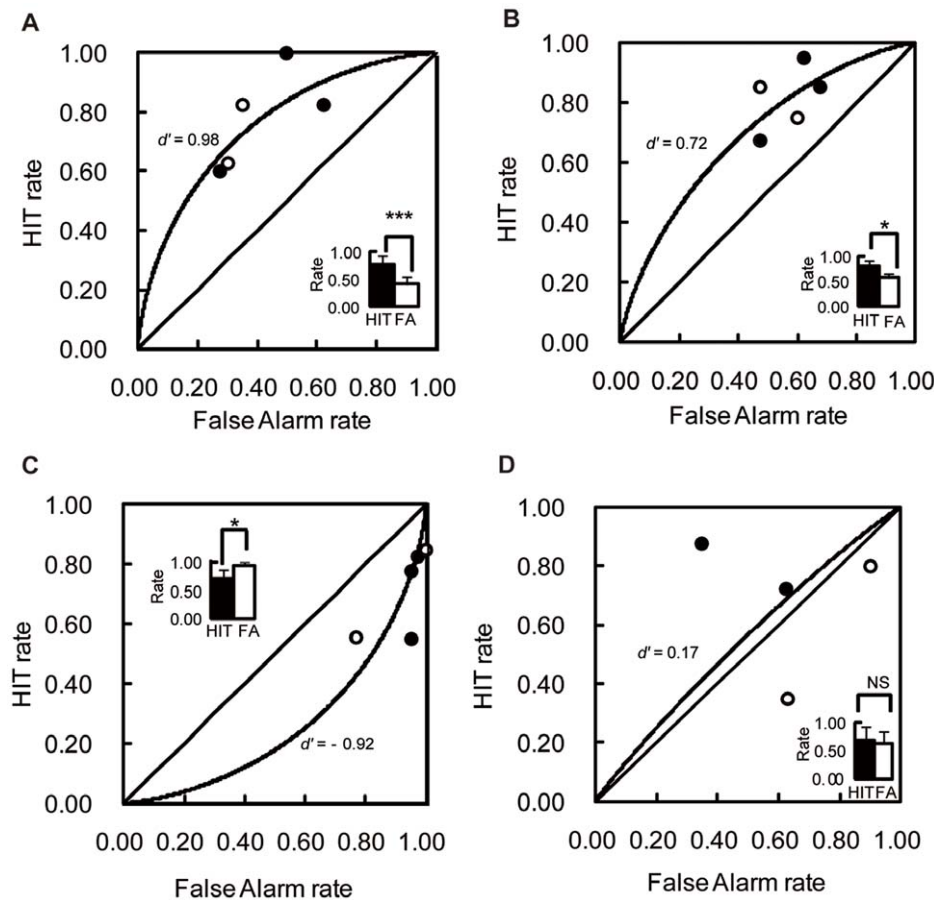 A
1.00
0.80
0.60
0.40
0.20
0.00
HIT rate
d' = 0.98
***
1.00
0.50
0.00
Rate
HIT FA
0.00 0.20 0.40 0.60 0.80 1.00
False Alarm rate
B
1.00
0.80
0.60
0.40
0.20
0.00
HIT rate
d' = 0.72
*
1.00
0.50
0.00
Rate
HIT FA
0.00 0.20 0.40 0.60 0.80 1.00
False Alarm rate
C
1.00
0.80
0.60
0.40
0.20
0.00
HIT rate
*
1.00
0.50
0.00
Rate
HIT FA
d' = - 0.92
0.00 0.20 0.40 0.60 0.80 1.00
False Alarm rate
D
1.00
0.80
0.60
0.40
0.20
0.00
HIT rate
d' = 0.17
NS
1.00
0.50
0.00
Rate
HIT FA
0.00 0.20 0.40 0.60 0.80 1.00
False Alarm rate